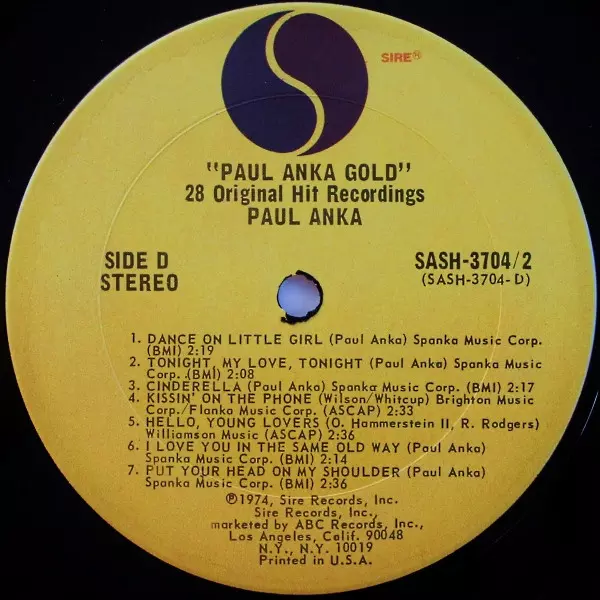 SIRE®
"PAUL ANKA GOLD"
28 Original Hit Recordings
PAUL ANKA
SIDE D
STEREO
SASH-3704/2
(SASH-3704-D)
1. DANCE ON LITTLE GIRL (Paul Anka) Spanka Music Corp.
(BMI) 2:19
2. TONIGHT, MY LOVE, TONIGHT (Paul Anka) Spanka Music
Corp. (BMI) 2:08
3. CINDERELLA (Paul Anka) Spanka Music Corp. (BMI) 2:17
4. KISSIN' ON THE PHONE (Wilson/Whitcup) Brighton Music
Corp./Flanka Music Corp. (ASCAP) 2:33
5. HELLO, YOUNG LOVERS (O. Hammerstein II, R. Rodgers)
Williamson Music (ASCAP) 2:36
6. I LOVE YOU IN THE SAME OLD WAY (Paul Anka)
Spanka Music Corp. (BMI) 2:14
7. PUT YOUR HEAD ON MY SHOULDER (Paul Anka)
Spanka Music Corp. (BMI) 2:36
℗1974, Sire Records, Inc.
Sire Records, Inc.,
marketed by ABC Records, Inc.,
Los Angeles, Calif. 90048
N.Y., N.Y. 10019
Printed in U.S.A.